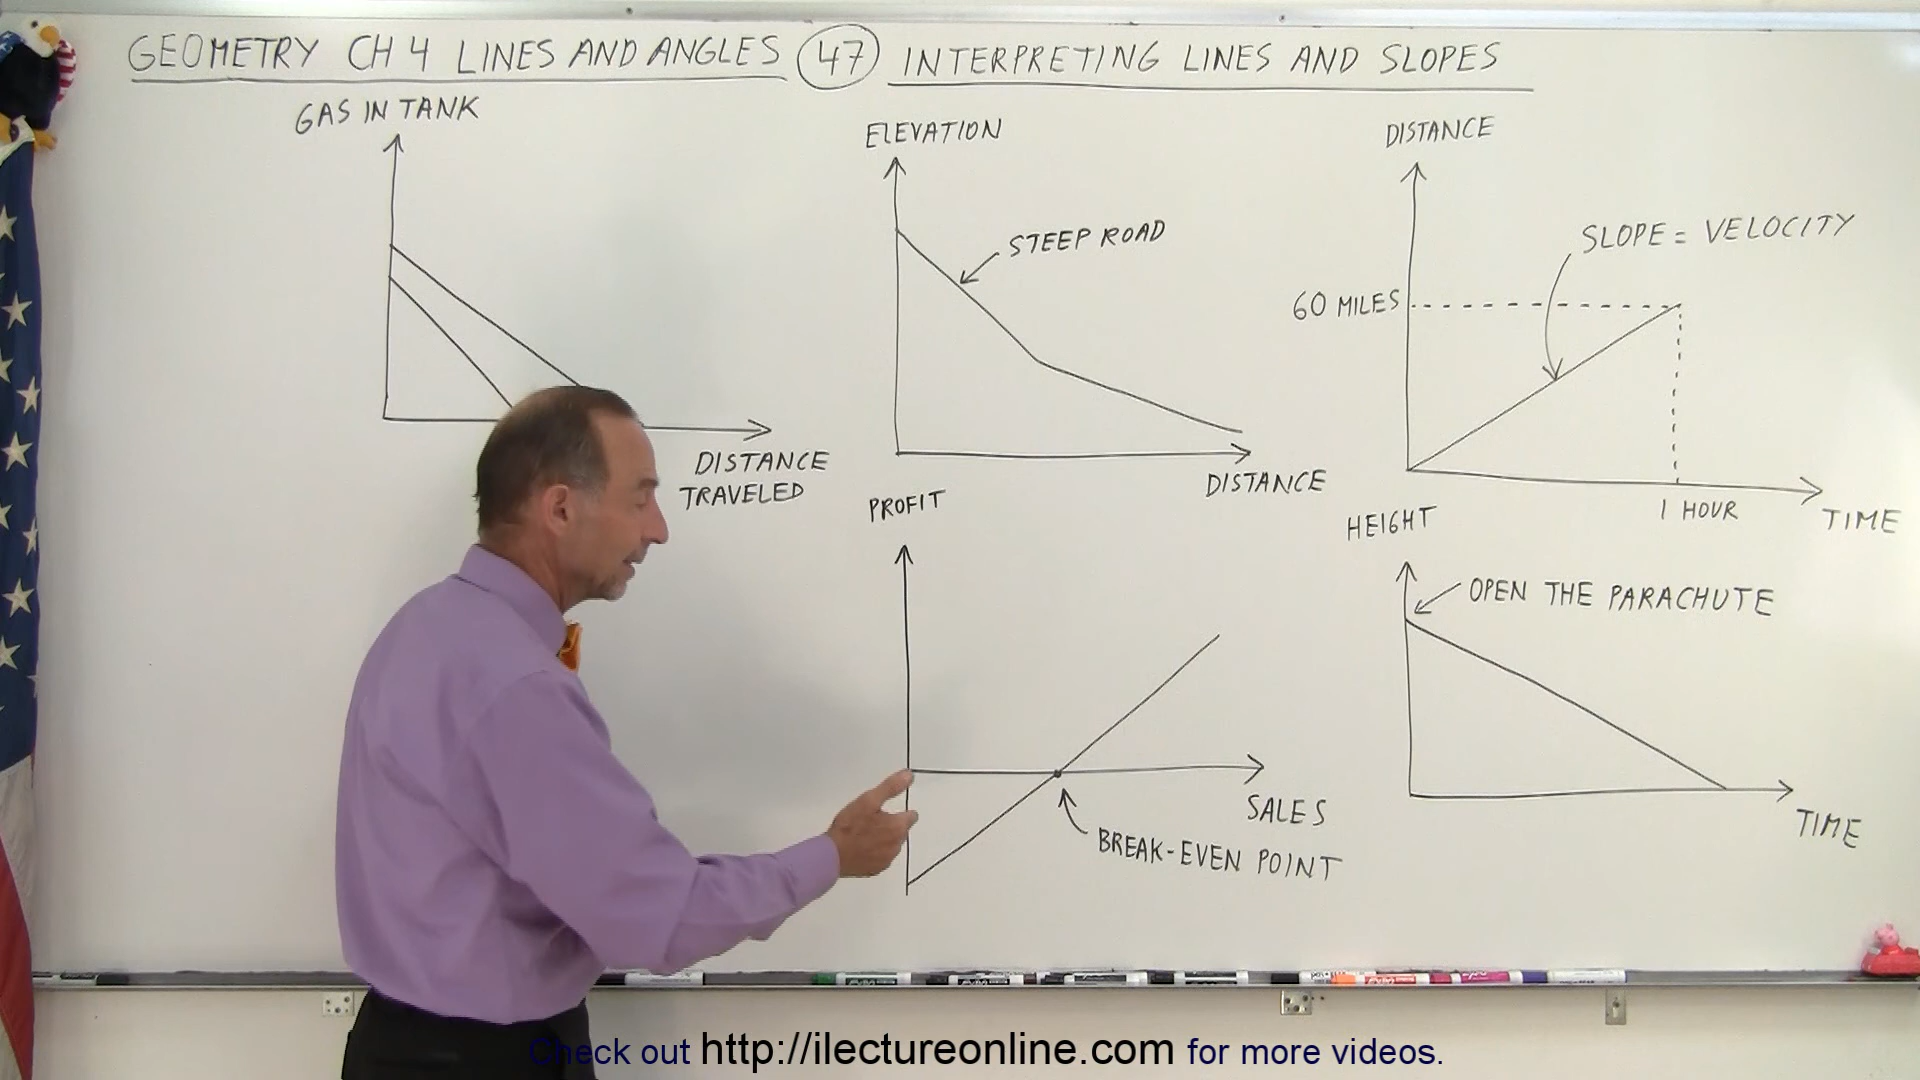 GEOMETRY CH 4 LINES AND ANGLES 47 INTERPRETING LINES AND SLOPES
GAS IN TANK
DISTANCE
TRAVELED
ELEVATION
STEEP ROAD
DISTANCE
DISTANCE
SLOPE = VELOCITY
60 MILES
1 HOUR
TIME
PROFIT
SALES
BREAK-EVEN POINT
HEIGHT
OPEN THE PARACHUTE
TIME
Check out http://ilectureonline.com for more videos.